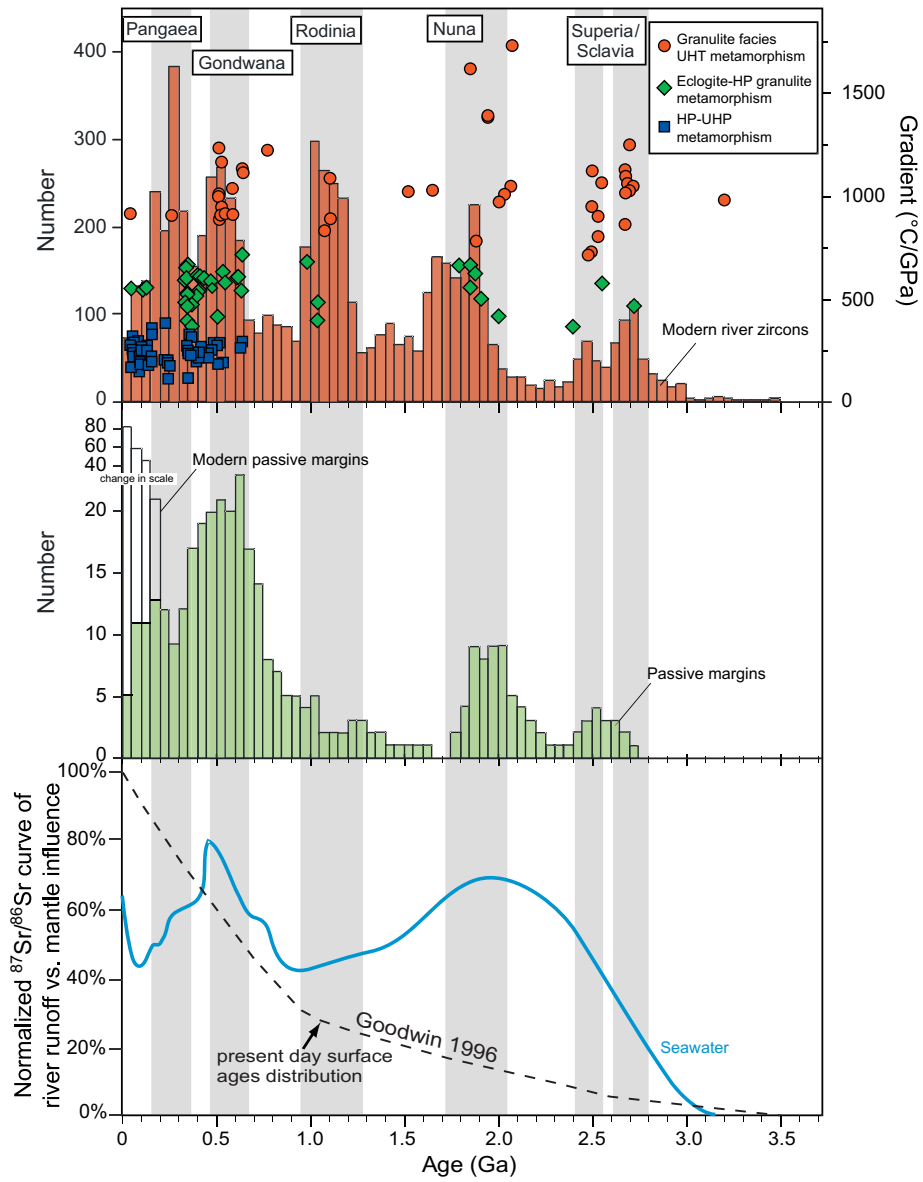 Pangaea
Gondwana
Rodinia
Nuna
Superia/
Sclavia
Granulite facies
UHT metamorphism
Eclogite-HP granulite
metamorphism
HP-UHP
metamorphism
400
300
200
100
0
Number
1500
1000
500
0
Gradient (°C/GPa)
Modern river zircons
80
60
40
20
15
10
5
0
Number
change in scale
Modern passive margins
Passive margins
100%
80%
60%
40%
20%
0%
Normalized ⁸⁷Sr/⁸⁶Sr curve of
river runoff vs. mantle influence
Goodwin 1996
present day surface
ages distribution
Seawater
0
0.5
1.0
1.5
2.0
2.5
3.0
3.5
Age (Ga)